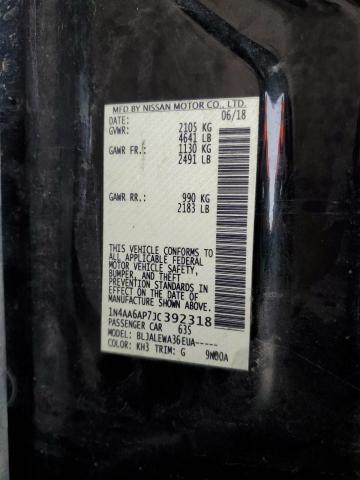 MFD BY NISSAN MOTOR CO., LTD.
DATE: 06/18
GVWR: 2105 KG
4641 LB
GAWR FR.: 1130 KG
2491 LB
GAWR RR.: 990 KG
2183 LB
THIS VEHICLE CONFORMS TO
ALL APPLICABLE FEDERAL
MOTOR VEHICLE SAFETY,
BUMPER, AND THEFT
PREVENTION STANDARDS IN
EFFECT ON THE DATE OF
MANUFACTURE SHOWN ABOVE.
1N4AA6AP7JC392318
PASSENGER CAR 635
MODEL: BLJALEWA36EUA-----
COLOR: KH3 TRIM: G 9N00A